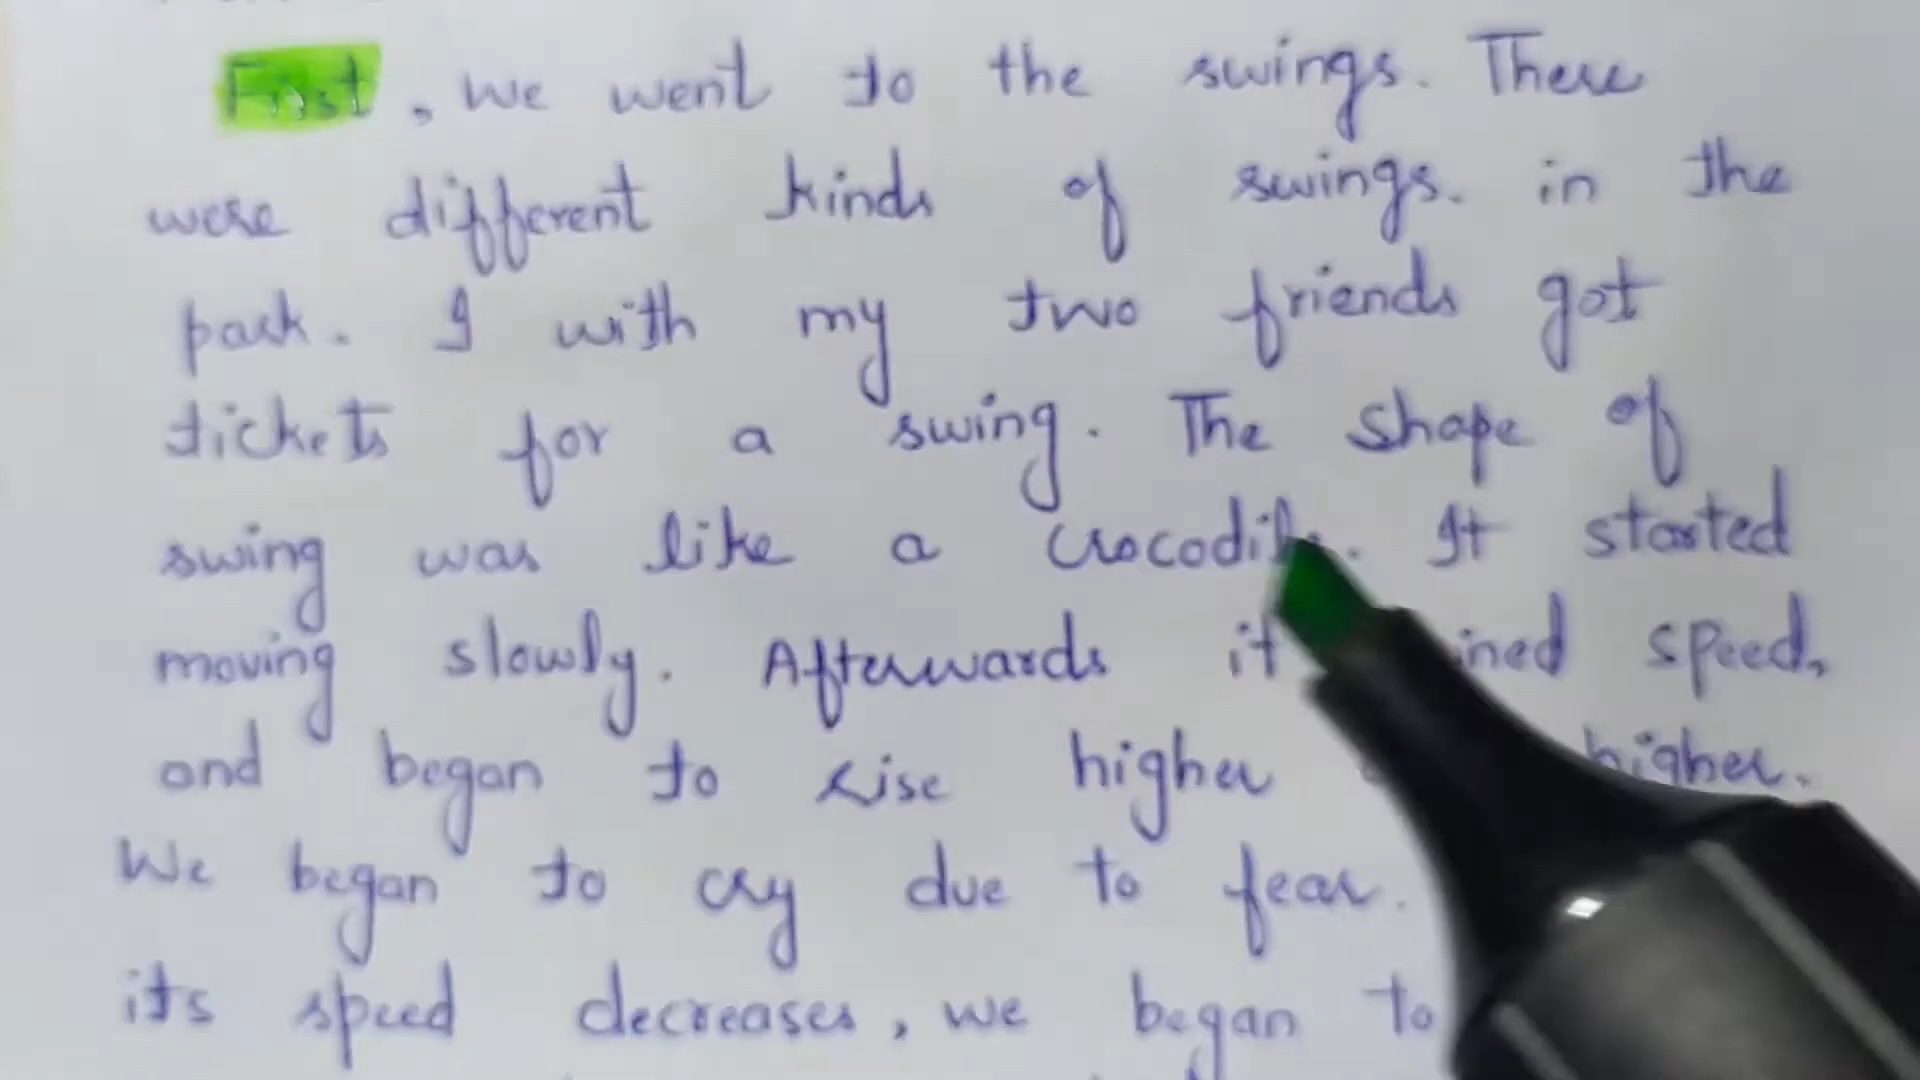 First, we went to the swings. There
were different kinds of swings. in the
park. I with my two friends got
tickets for a swing. The shape of
swing was like a crocodile. It started
moving slowly. Afterwards it speed,
and began to rise higher higher.
We began to cry due to fear.
its speed decreases, we began to